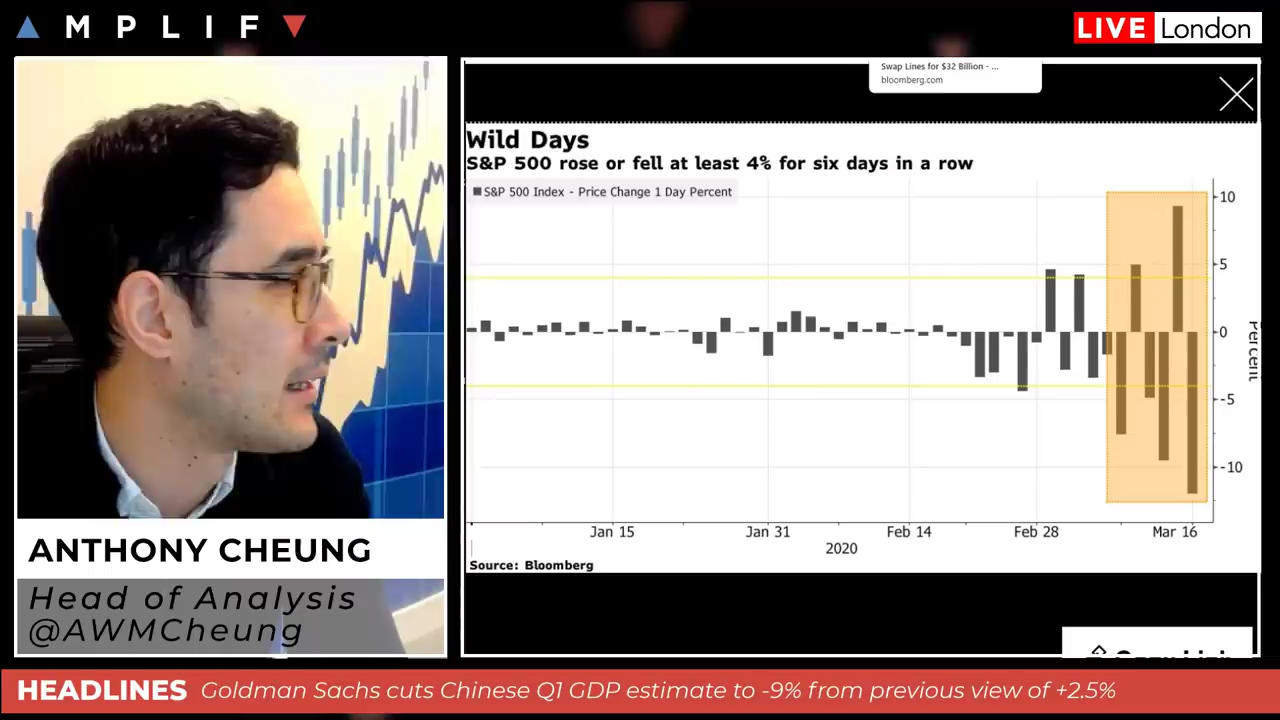 ▲ M P L I F ▼
LIVE London
Swap Lines for $32 Billion - ...
bloomberg.com
Wild Days
S&P 500 rose or fell at least 4% for six days in a row
S&P 500 Index - Price Change 1 Day Percent
10
5
0
-5
-10
Percent
Jan 15
Jan 31
Feb 14
Feb 28
Mar 16
2020
Source: Bloomberg
ANTHONY CHEUNG
Head of Analysis
@AWMCheung
HEADLINES Goldman Sachs cuts Chinese Q1 GDP estimate to -9% from previous view of +2.5%